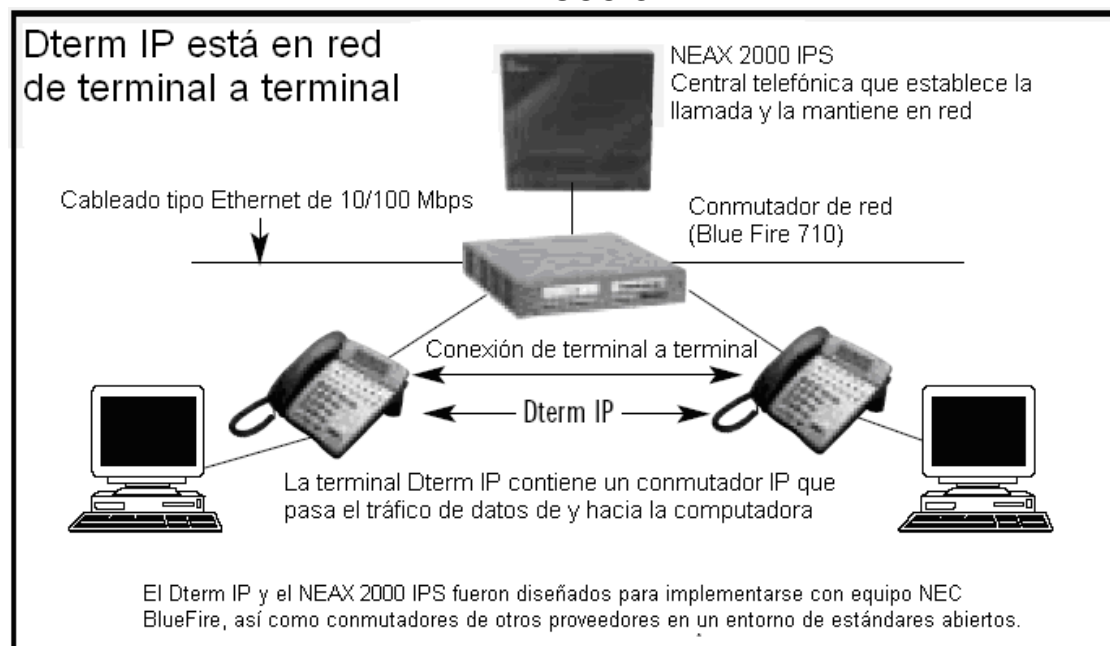 Dterm IP está en red
de terminal a terminal
NEAX 2000 IPS
Central telefónica que establece la
llamada y la mantiene en red
Cableado tipo Ethernet de 10/100 Mbps
Conmutador de red
(Blue Fire 710)
Conexión de terminal a terminal
Dterm IP
La terminal Dterm IP contiene un conmutador IP que
pasa el tráfico de datos de y hacia la computadora
El Dterm IP y el NEAX 2000 IPS fueron diseñados para implementarse con equipo NEC
BlueFire, así como conmutadores de otros proveedores en un entorno de estándares abiertos.